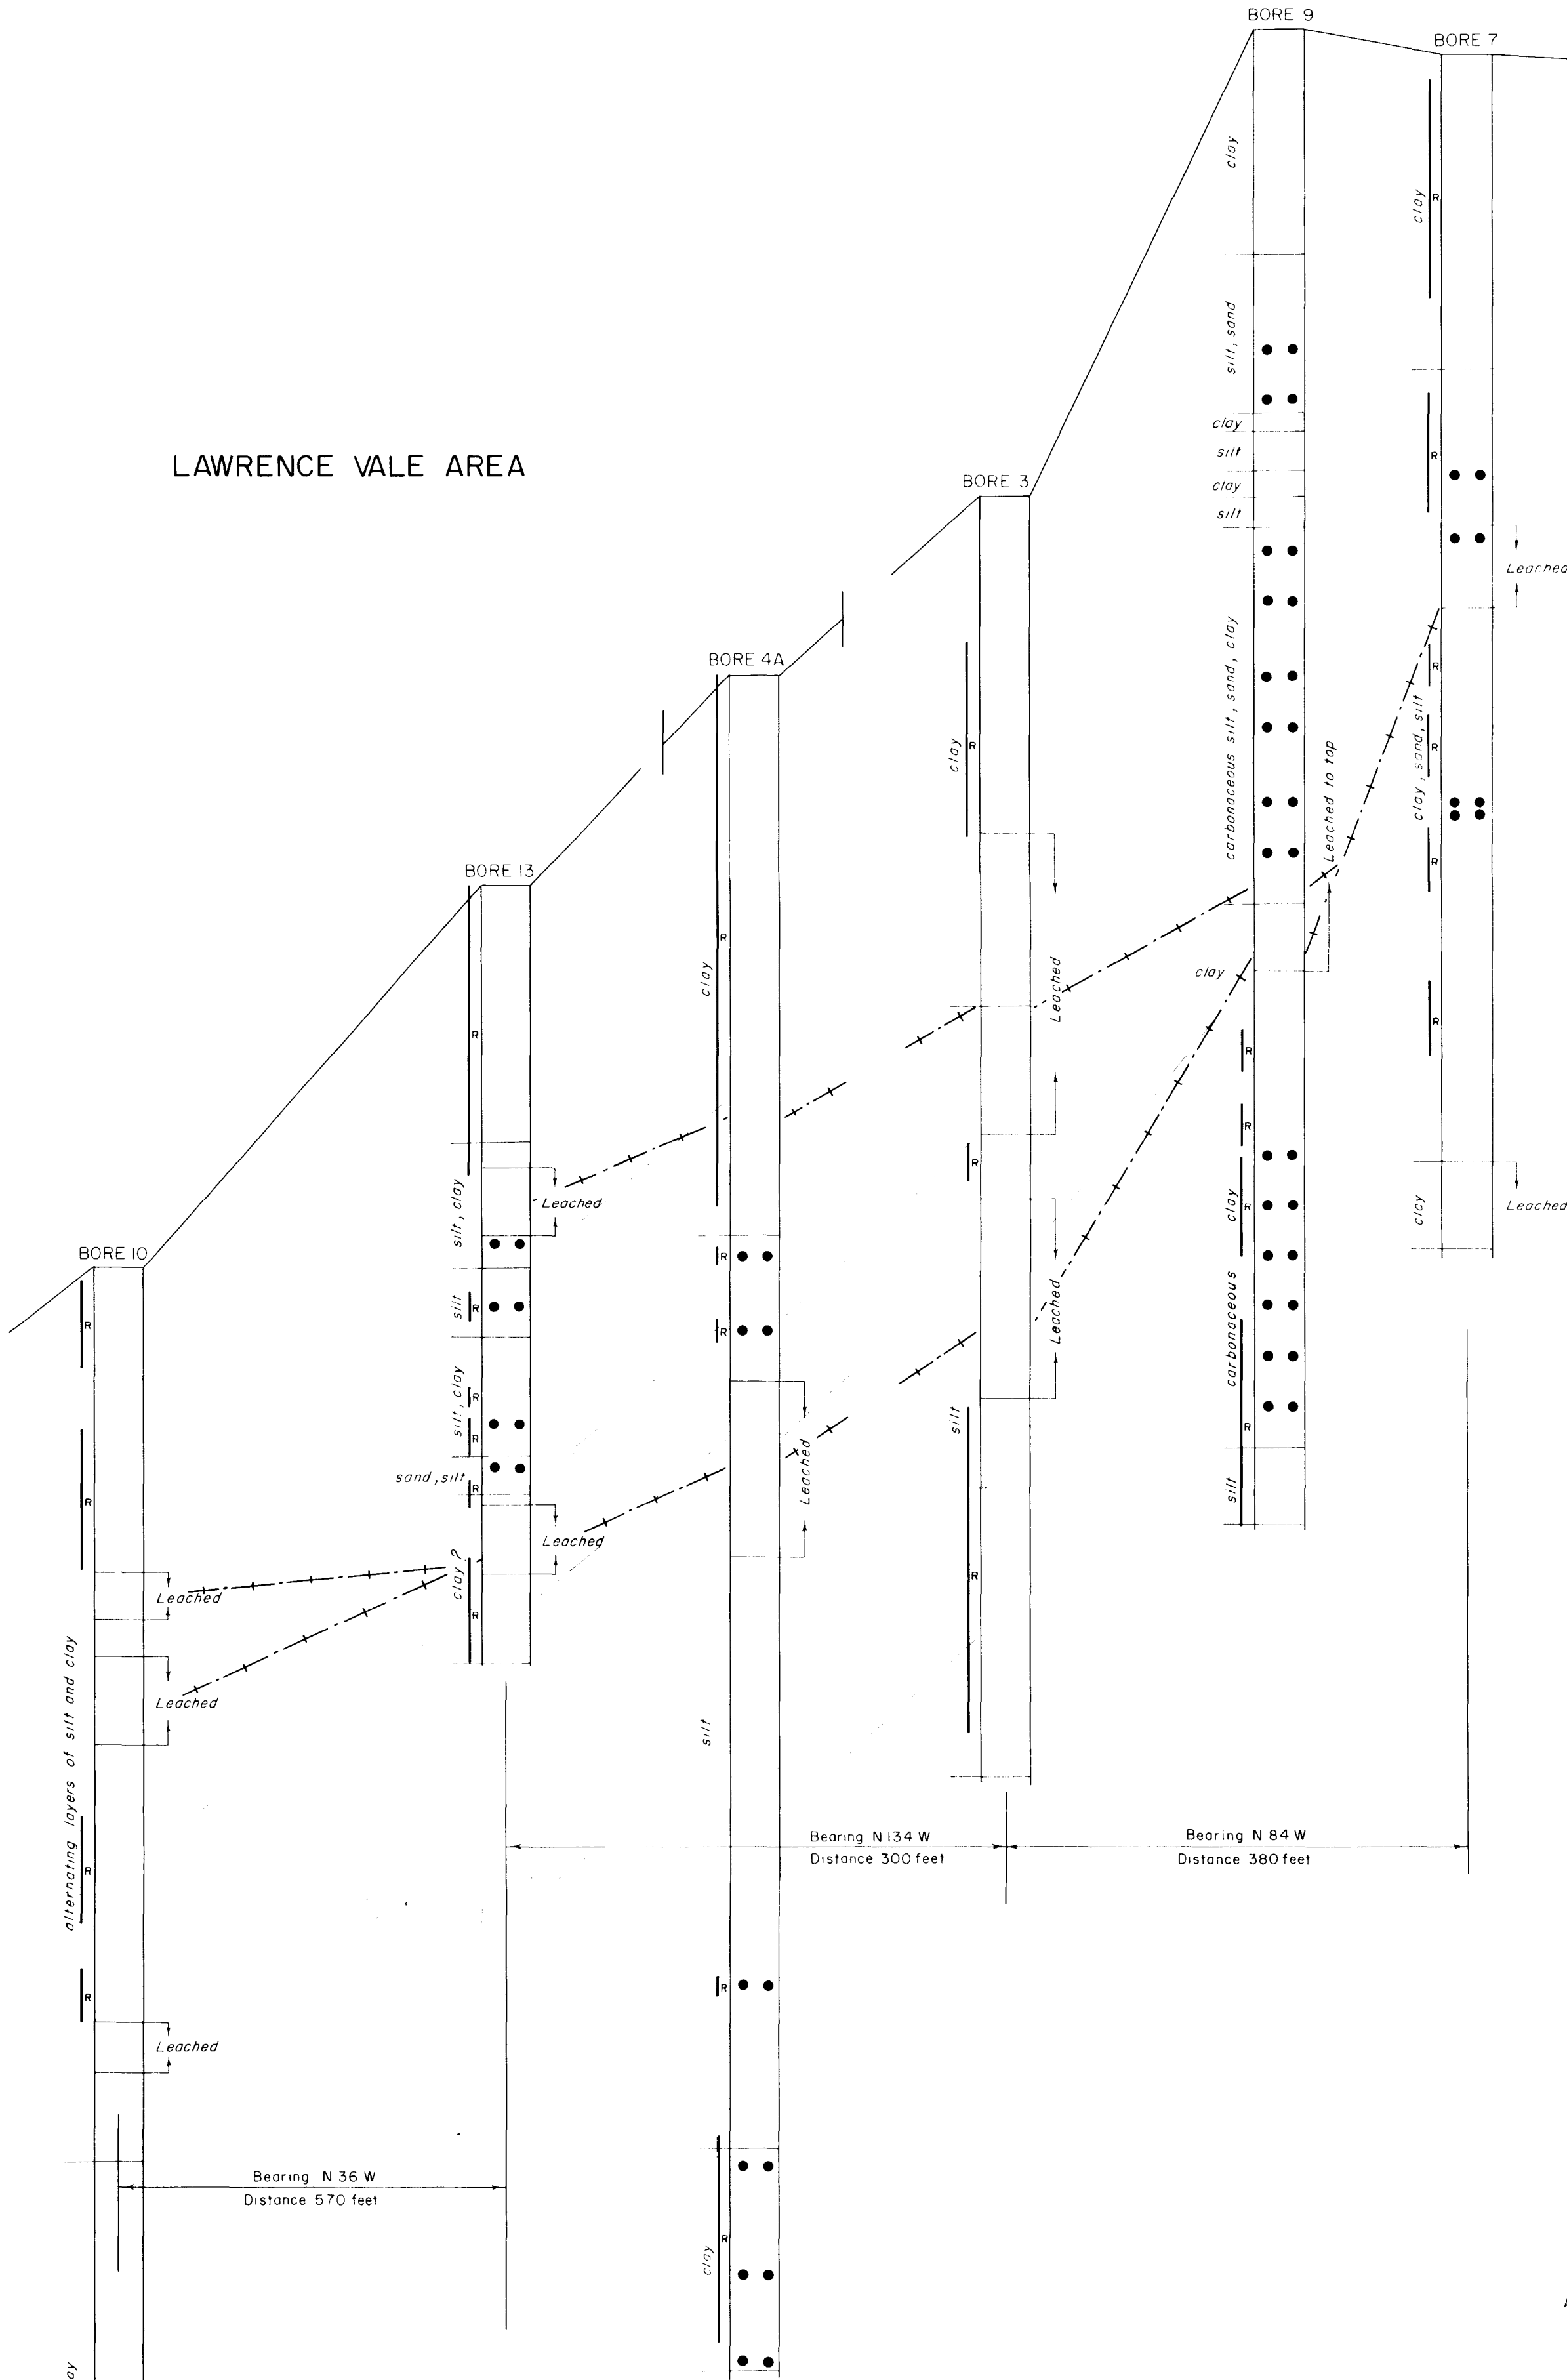 BORE 9
BORE 7
LAWRENCE VALE AREA
BORE 3
BORE 4A
BORE 13
BORE 10
clay
silt, sand
clay
silt
clay
silt
carbonaceous silt, sand, clay
Leached to top
clay
R
R
clay
R
carbonaceous
R
silt
clay
R
R
Leached
R
clay, sand, silt
R
R
R
clay
Leached
clay
R
Leached
R
Leached
silt
R
clay
R
R
R
Leached
silt
R
clay
R
R
silt, clay
Leached
silt
R
silt, clay
R
R
sand, silt
R
Leached
clay ?
R
R
R
Leached
Leached
alternating layers of silt and clay
R
R
Leached
Bearing N 134 W
Distance 300 feet
Bearing N 84 W
Distance 380 feet
Bearing N 36 W
Distance 570 feet